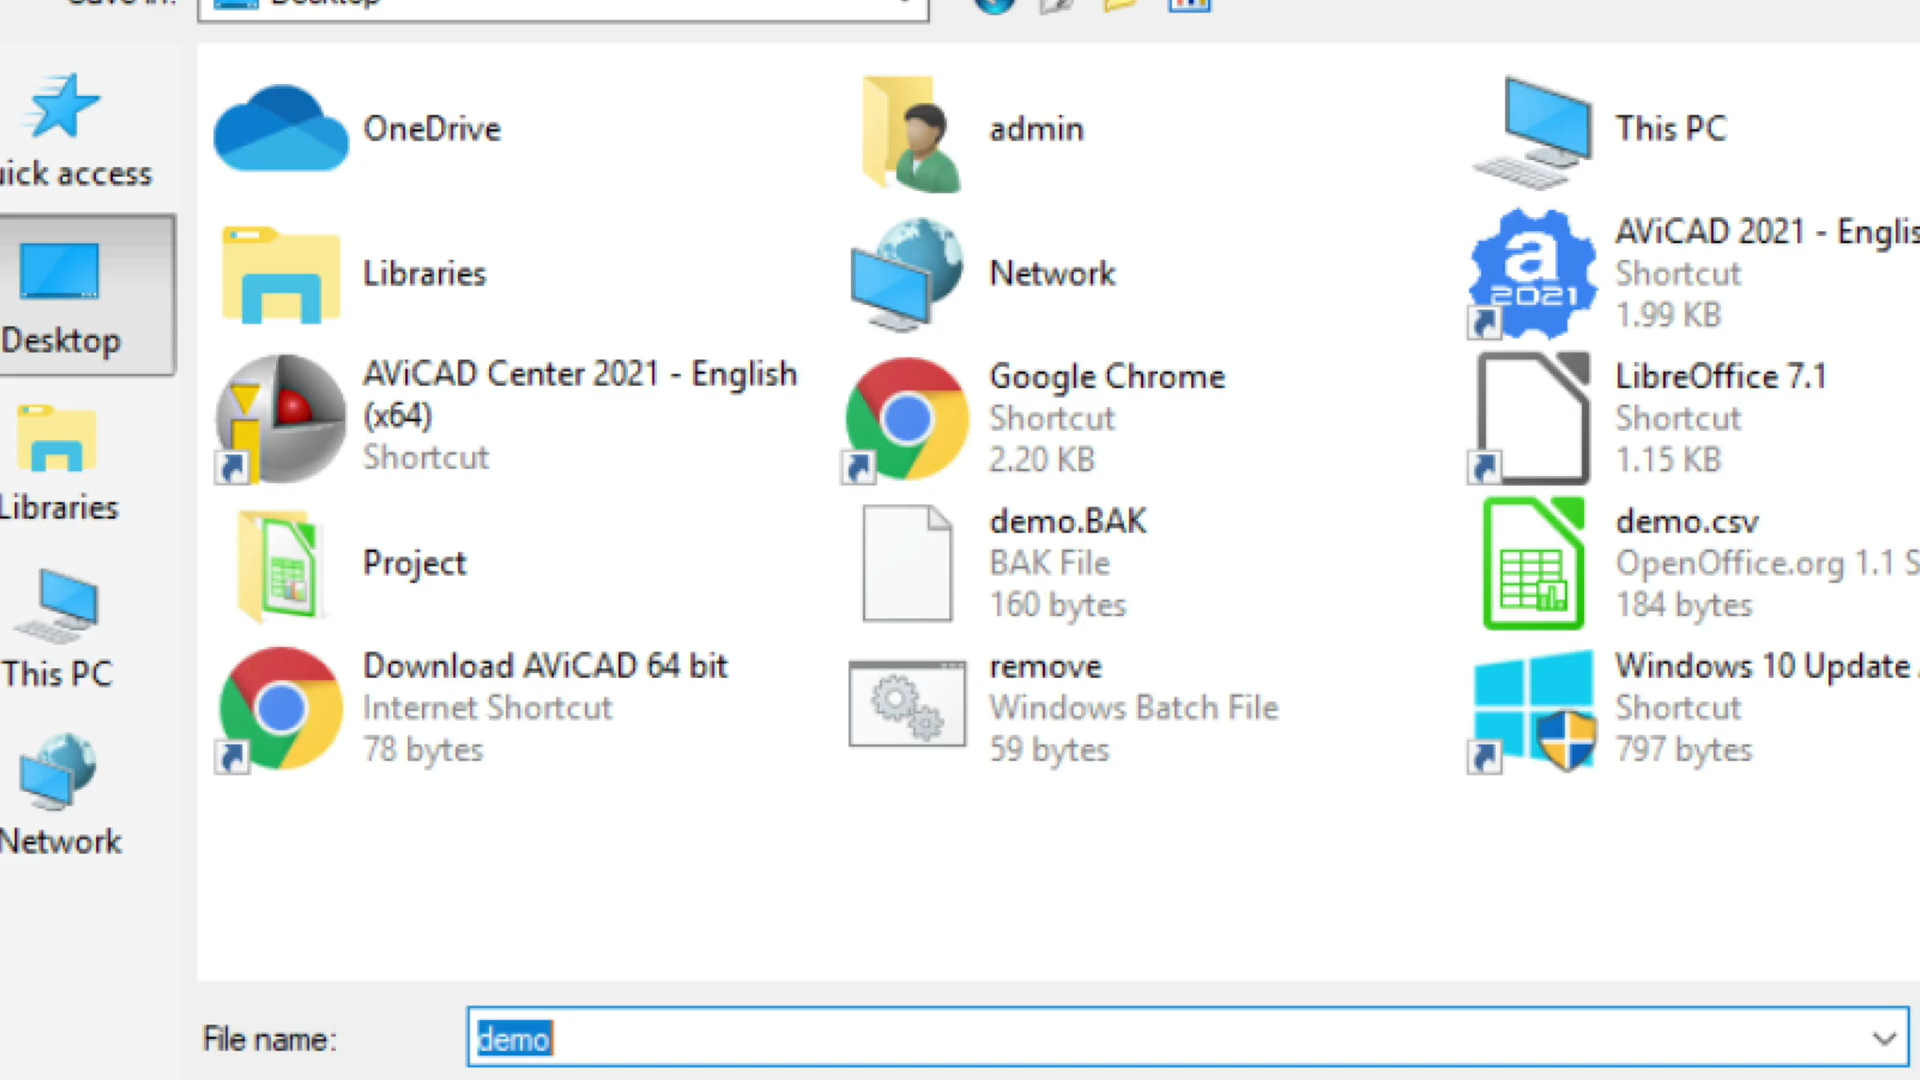 Save in:
Desktop
OneDrive
admin
This PC
uick access
Libraries
Network
AViCAD 2021 - Englis
Shortcut
1.99 KB
a
2021
Desktop
AViCAD Center 2021 - English
(x64)
Shortcut
Google Chrome
Shortcut
2.20 KB
LibreOffice 7.1
Shortcut
1.15 KB
Libraries
Project
demo.BAK
BAK File
160 bytes
demo.csv
OpenOffice.org 1.1 S
184 bytes
This PC
Download AViCAD 64 bit
Internet Shortcut
78 bytes
remove
Windows Batch File
59 bytes
Windows 10 Update A
Shortcut
797 bytes
Network
File name:
demo